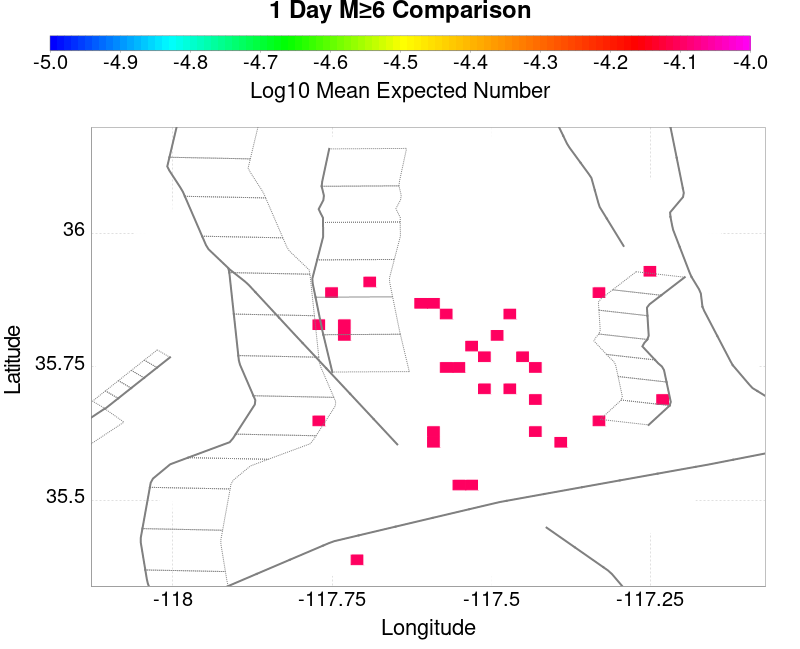 1 Day M≥6 Comparison
-5.0 -4.9 -4.8 -4.7 -4.6 -4.5 -4.4 -4.3 -4.2 -4.1 -4.0
Log10 Mean Expected Number
36
35.75
35.5
Latitude
-118 -117.75 -117.5 -117.25
Longitude